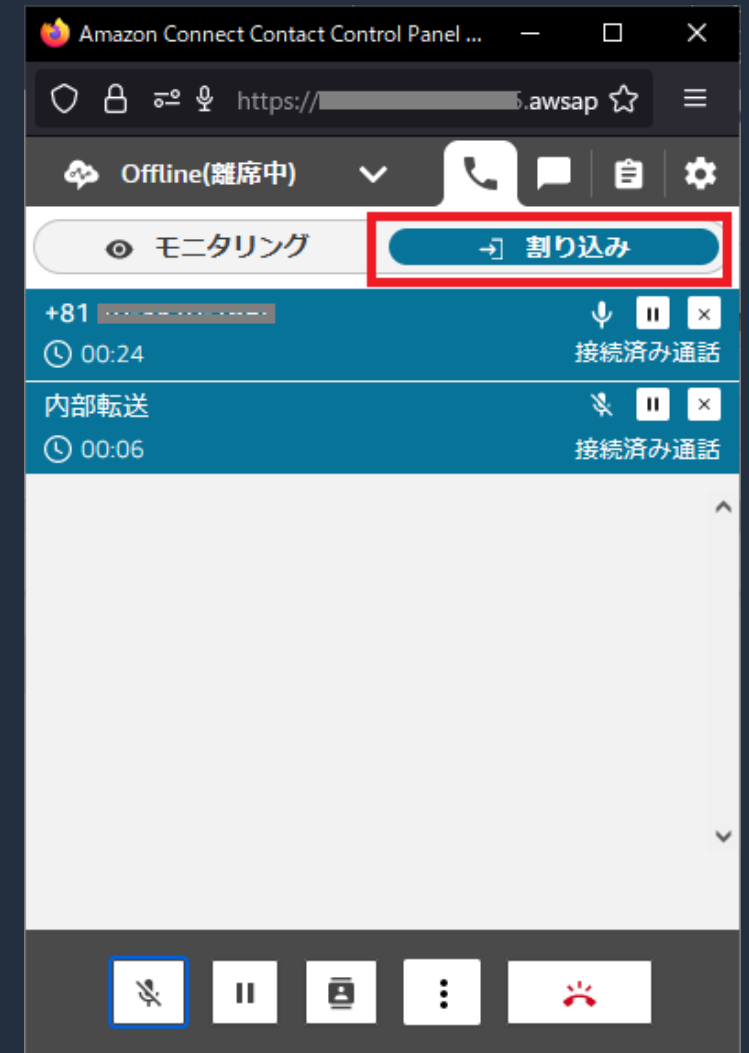 Amazon Connect Contact Control Panel ...
https://
.awsap
Offline(離席中)
モニタリング
割り込み
+81
00:24
接続済み通話
内部転送
00:06
接続済み通話